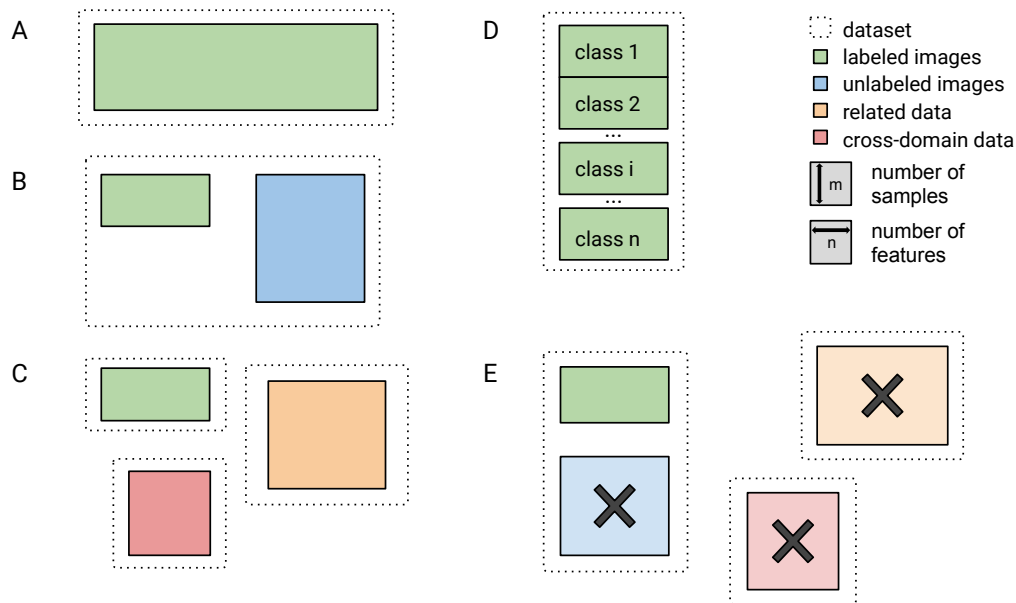 A
B
C
D
class 1
class 2
...
class i
...
class n
E
dataset
labeled images
unlabeled images
related data
cross-domain data
m
number of
samples
n
number of
features